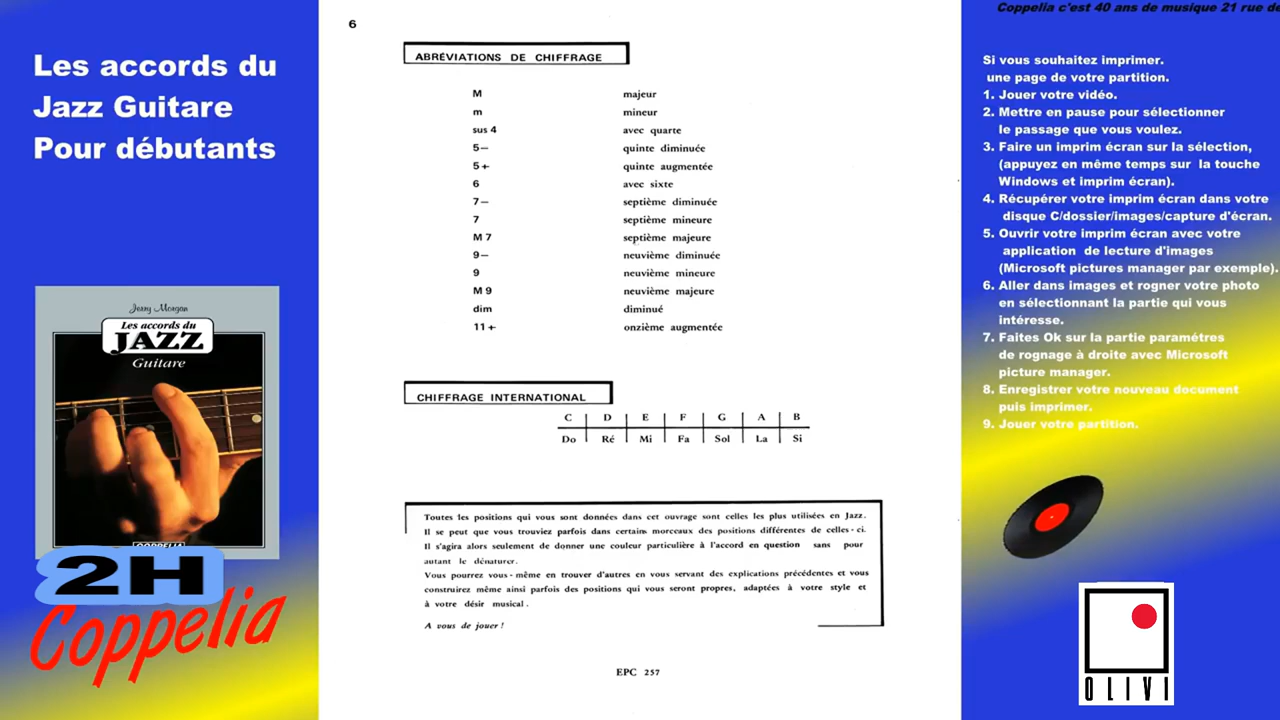 Coppelia c'est 40 ans de musique 21 rue de
Les accords du
Jazz Guitare
Pour débutants
Jerry Morgan
Les accords du
JAZZ
Guitare
COPPELIA
2H
Coppelia
6
ABRÉVIATIONS DE CHIFFRAGE
M majeur
m mineur
sus 4 avec quarte
5− quinte diminuée
5+ quinte augmentée
6 avec sixte
7− septième diminuée
7 septième mineure
M 7 septième majeure
9− neuvième diminuée
9 neuvième mineure
M 9 neuvième majeure
dim diminué
11+ onzième augmentée
CHIFFRAGE INTERNATIONAL
C D E F G A B
Do Ré Mi Fa Sol La Si
Toutes les positions qui vous sont données dans cet ouvrage sont celles les plus utilisées en Jazz.
Il se peut que vous trouviez parfois dans certains morceaux des positions différentes de celles-ci.
Il s'agira alors seulement de donner une couleur particulière à l'accord en question sans pour
autant le dénaturer.
Vous pourrez vous-même en trouver d'autres en vous servant des explications précédentes et vous
construirez même ainsi parfois des positions qui vous seront propres, adaptées à votre style et
à votre désir musical.
A vous de jouer !
EPC 257
Si vous souhaitez imprimer.
une page de votre partition.
1. Jouer votre vidéo.
2. Mettre en pause pour sélectionner
le passage que vous voulez.
3. Faire un imprim écran sur la sélection,
(appuyez en même temps sur la touche
Windows et imprim écran).
4. Récupérer votre imprim écran dans votre
disque C/dossier/images/capture d'écran.
5. Ouvrir votre imprim écran avec votre
application de lecture d'images
(Microsoft pictures manager par exemple).
6. Aller dans images et rogner votre photo
en sélectionnant la partie qui vous
intéresse.
7. Faites Ok sur la partie paramétres
de rognage à droite avec Microsoft
picture manager.
8. Enregistrer votre nouveau document
puis imprimer.
9. Jouer votre partition.
OLIVI